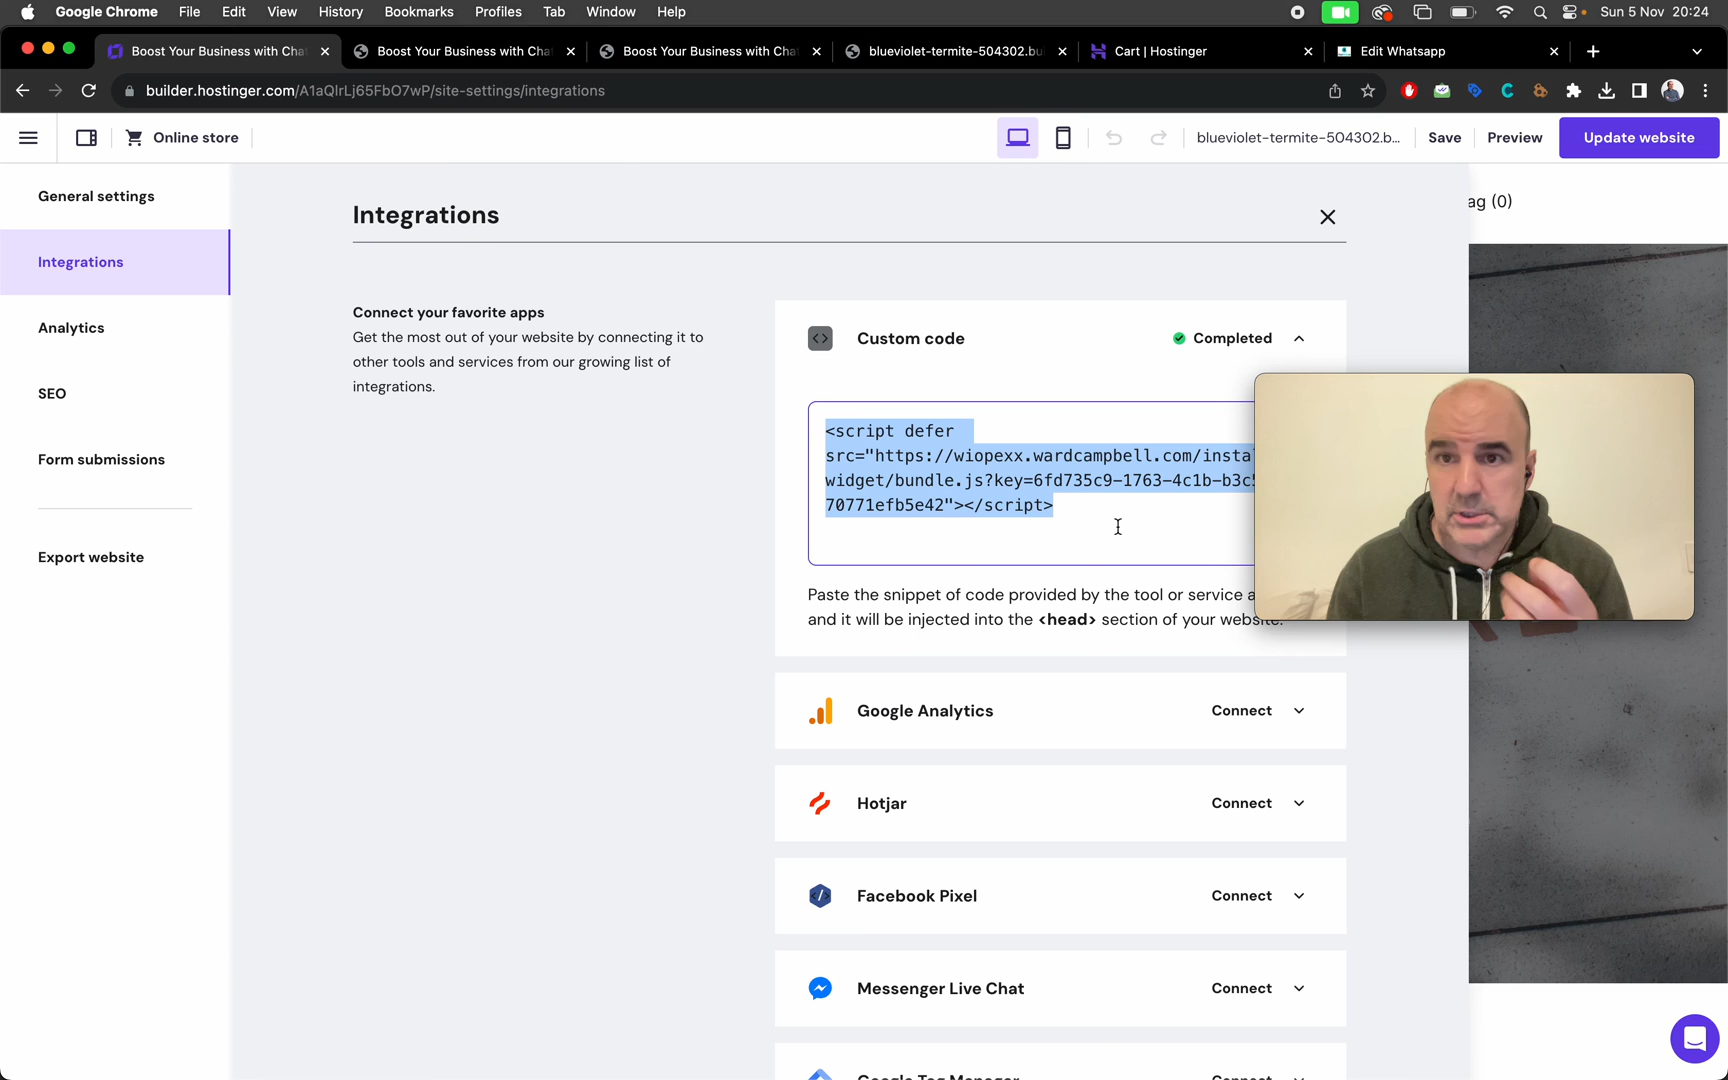 Google Chrome File Edit View History Bookmarks Profiles Tab Window Help Sun 5 Nov 20:24
Boost Your Business with Cha Boost Your Business with Cha Boost Your Business with Cha blueviolet-termite-504302.bui Cart | Hostinger Edit Whatsapp
builder.hostinger.com/A1aQlrLj65FbO7wP/site-settings/integrations
Online store blueviolet-termite-504302.b... Save Preview Update website
General settings
Integrations
Analytics
SEO
Form submissions
Export website
Integrations
ag (0)
Connect your favorite apps
Get the most out of your website by connecting it to
other tools and services from our growing list of
integrations.
Custom code Completed
<script defer
src="https://wiopexx.wardcampbell.com/insta
widget/bundle.js?key=6fd735c9-1763-4c1b-b3c5
70771efb5e42"></script>
Paste the snippet of code provided by the tool or service a
and it will be injected into the <head> section of your website.
Google Analytics Connect
Hotjar Connect
Facebook Pixel Connect
Messenger Live Chat Connect
Google Tag Manager Connect